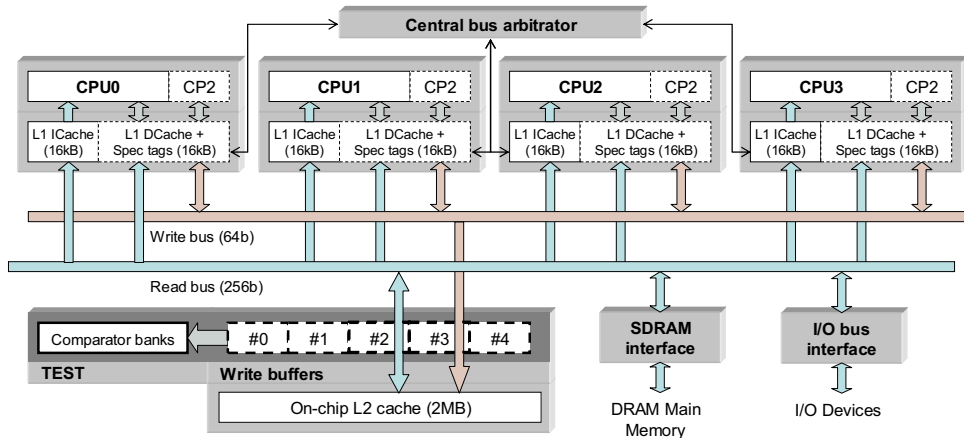 Central bus arbitrator
CPU0
CP2
CPU1
CP2
CPU2
CP2
CPU3
CP2
L1 ICache
(16kB)
L1 DCache +
Spec tags (16kB)
L1 ICache
(16kB)
L1 DCache +
Spec tags (16kB)
L1 ICache
(16kB)
L1 DCache +
Spec tags (16kB)
L1 ICache
(16kB)
L1 DCache +
Spec tags (16kB)
Write bus (64b)
Read bus (256b)
Comparator banks
#0
#1
#2
#3
#4
TEST
Write buffers
On-chip L2 cache (2MB)
SDRAM
interface
I/O bus
interface
DRAM Main
Memory
I/O Devices